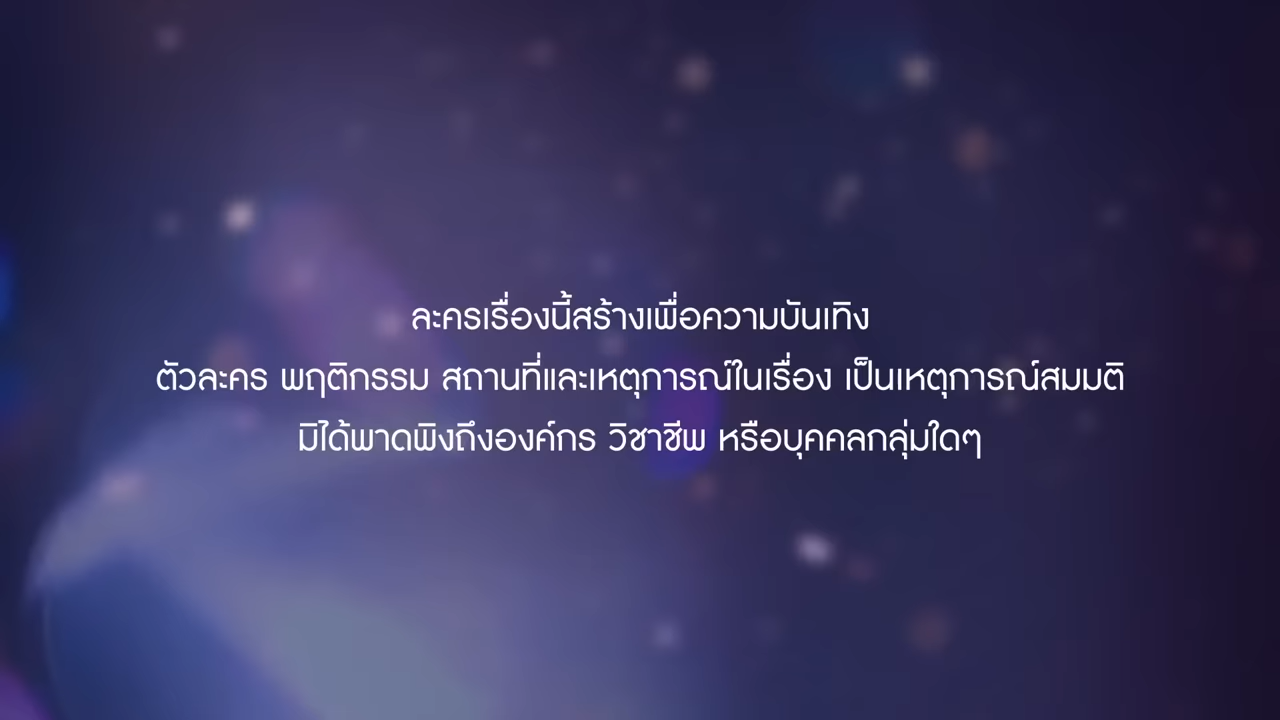 ละครเรื่องนี้สร้างเพื่อความบันเทิง
ตัวละคร พฤติกรรม สถานที่และเหตุการณ์ในเรื่อง เป็นเหตุการณ์สมมติ
มิได้พาดพิงถึงองค์กร วิชาชีพ หรือบุคคลกลุ่มใดๆ